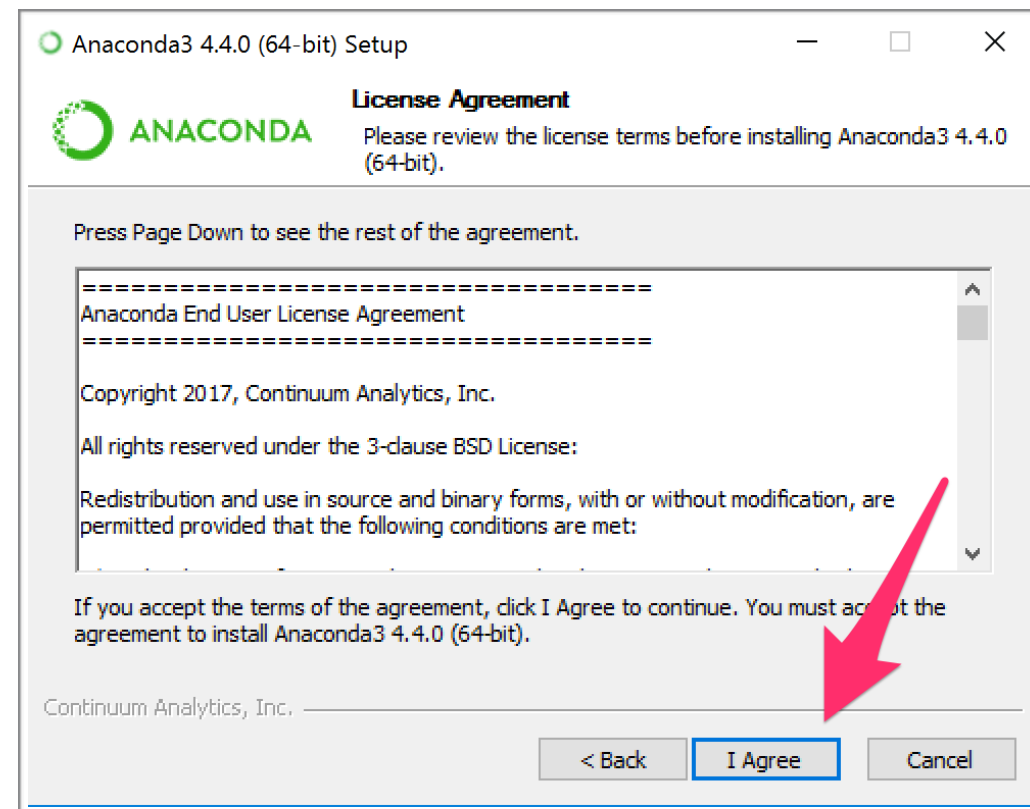 Anaconda3 4.4.0 (64-bit) Setup
ANACONDA
License Agreement
Please review the license terms before installing Anaconda3 4.4.0
(64-bit).
Press Page Down to see the rest of the agreement.
===================================
Anaconda End User License Agreement
===================================
Copyright 2017, Continuum Analytics, Inc.
All rights reserved under the 3-clause BSD License:
Redistribution and use in source and binary forms, with or without modification, are
permitted provided that the following conditions are met:
If you accept the terms of the agreement, click I Agree to continue. You must accept the
agreement to install Anaconda3 4.4.0 (64-bit).
Continuum Analytics, Inc.
< Back
I Agree
Cancel